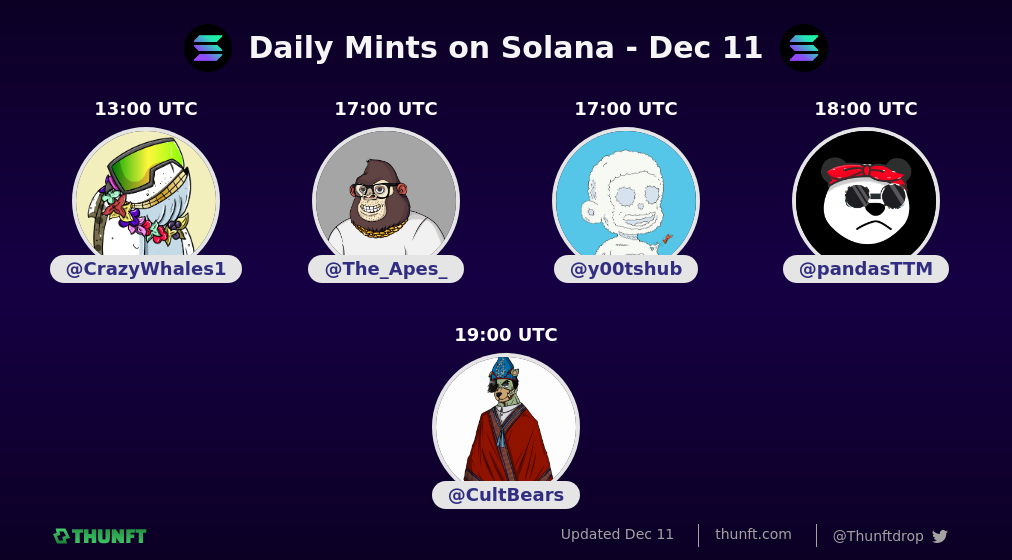 Daily Mints on Solana - Dec 11
13:00 UTC
@CrazyWhales1
17:00 UTC
@The_Apes_
17:00 UTC
@y00tshub
18:00 UTC
@pandasTTM
19:00 UTC
@CultBears
THUNFT
Updated Dec 11
thunft.com
@Thunftdrop